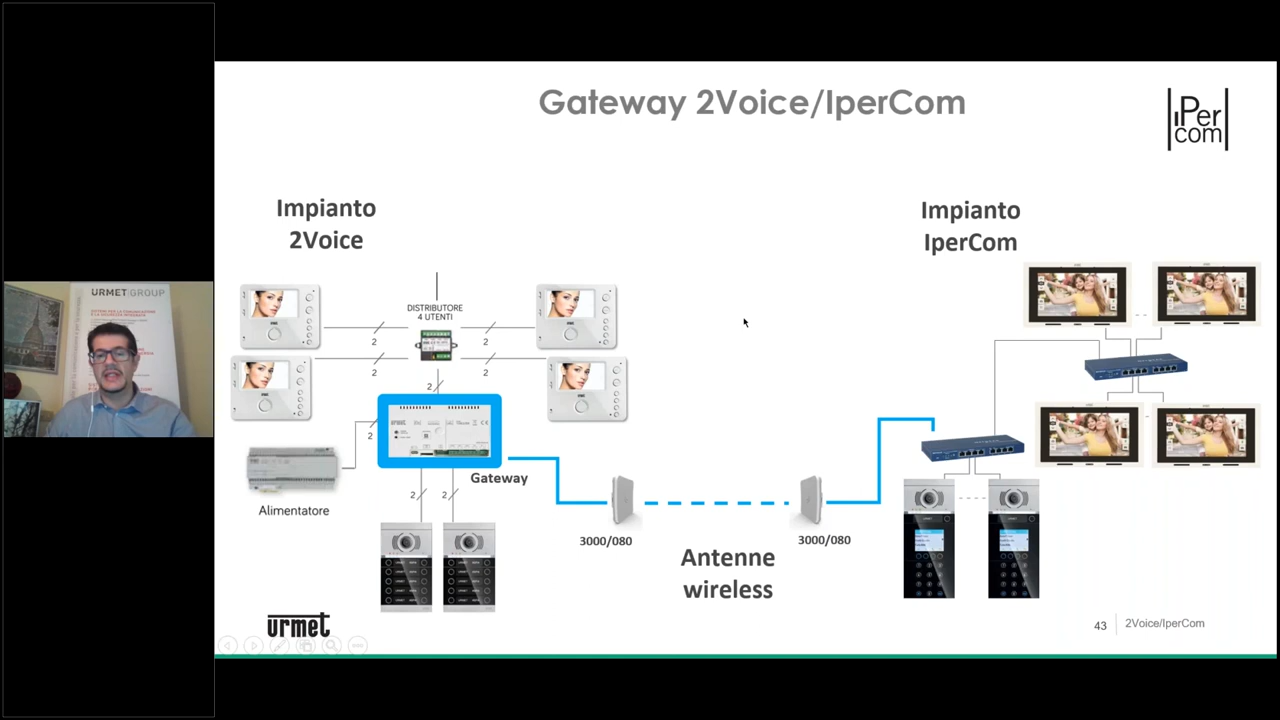 Gateway 2Voice/IperCom
iPer
com
Impianto
2Voice
Impianto
IperCom
DISTRIBUTORE
4 UTENTI
2
2
2
2
2
2
URMET GROUP
urmet
Gateway
2
2
Alimentatore
3000/080
3000/080
Antenne
wireless
urmet
43
2Voice/IperCom